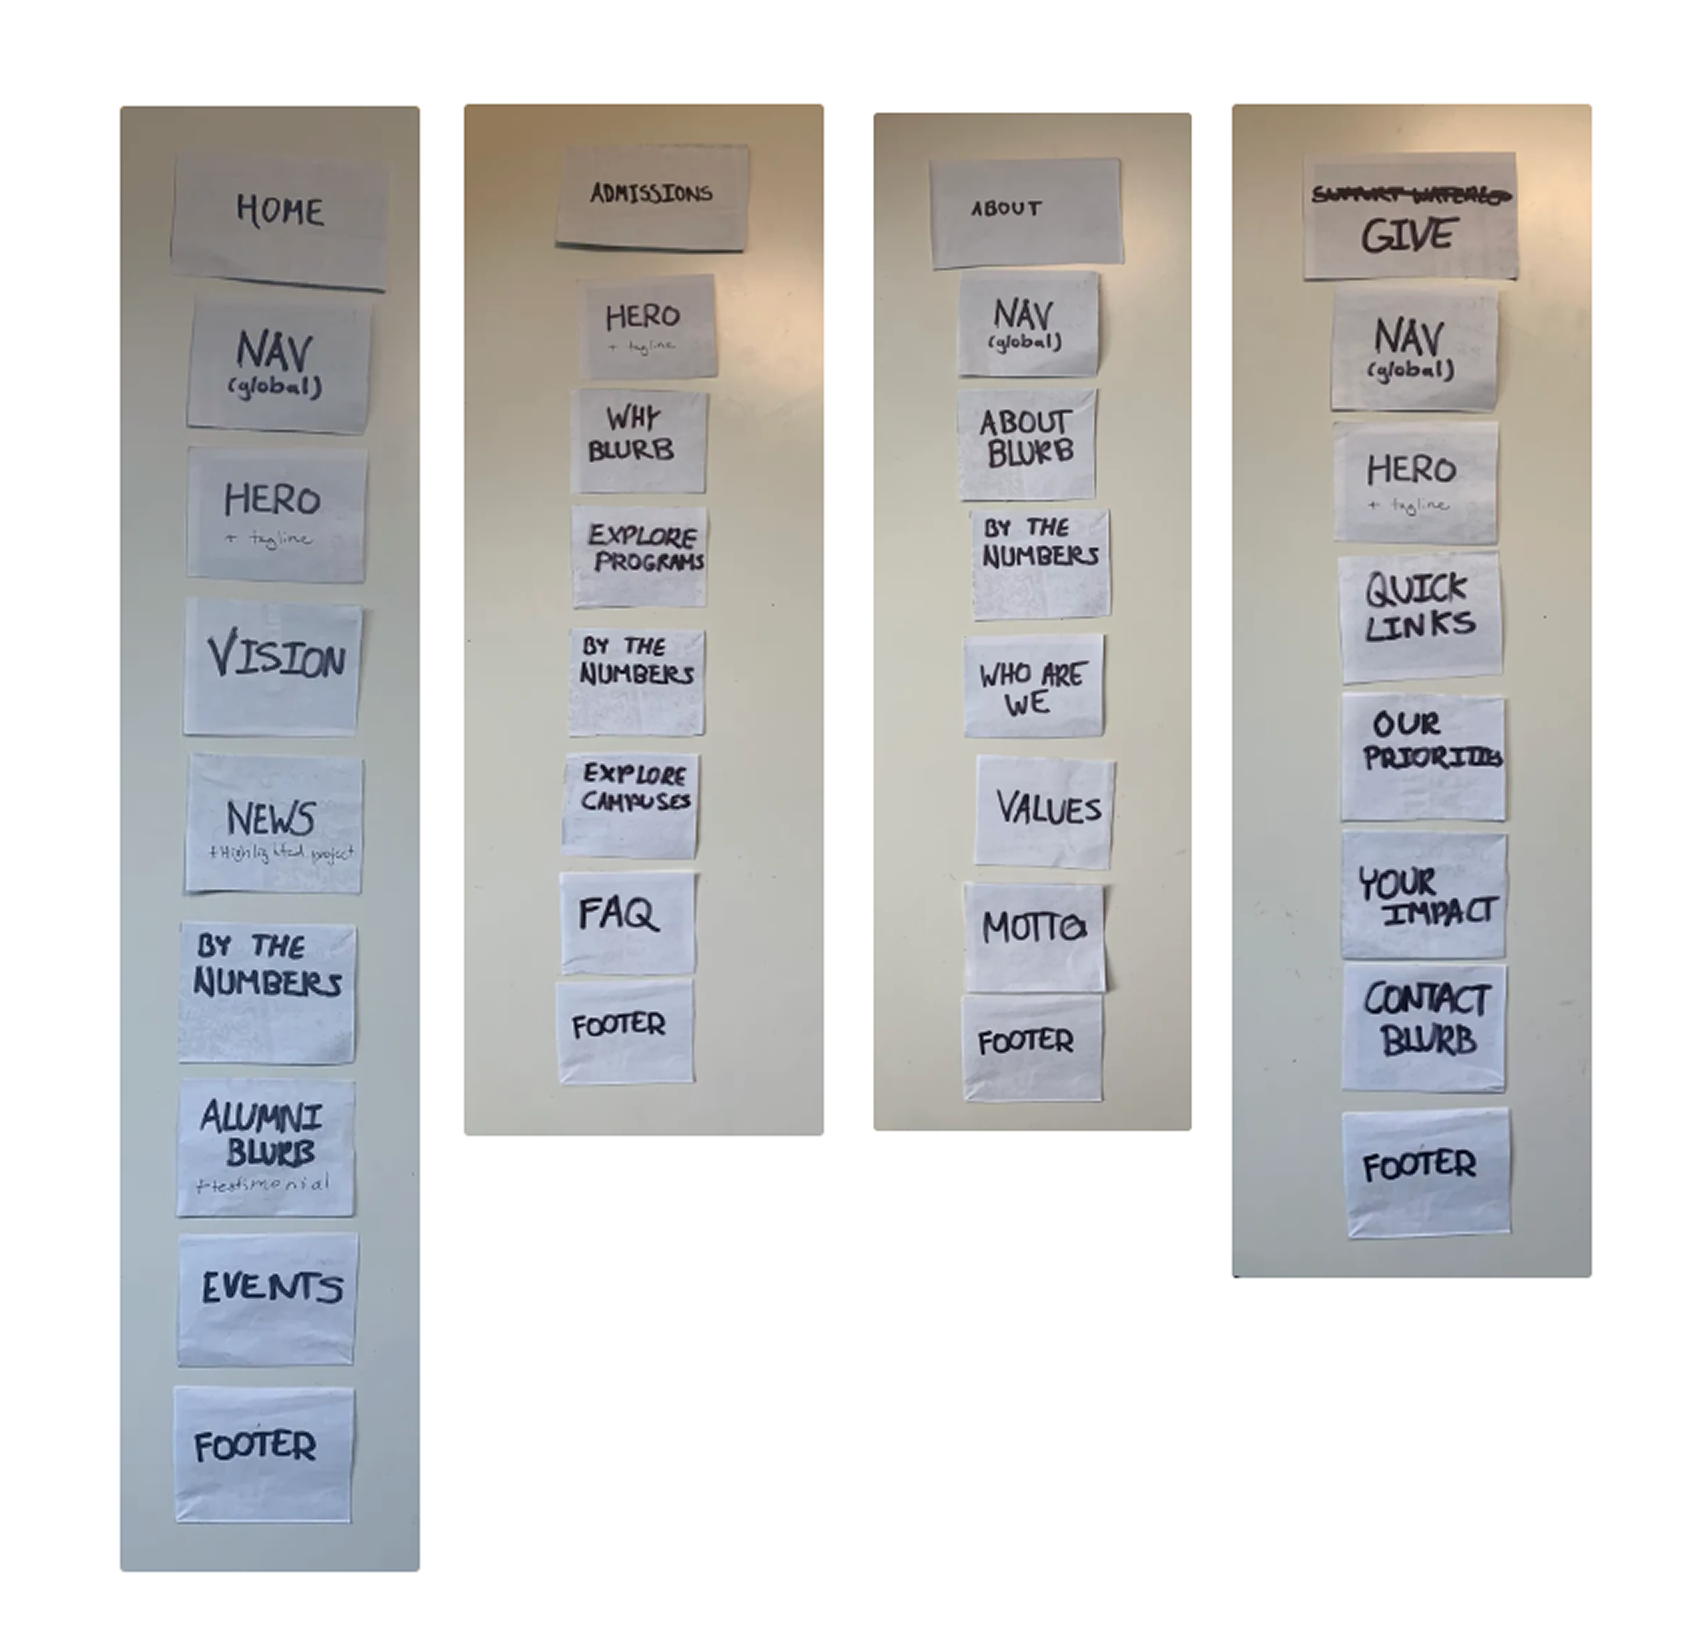 HOME
NAV
(global)
HERO
+ tagline
VISION
NEWS
+Highlighted project
BY THE
NUMBERS
ALUMNI
BLURB
+testimonial
EVENTS
FOOTER
ADMISSIONS
HERO
+ tagline
WHY
BLURB
EXPLORE
PROGRAMS
BY THE
NUMBERS
EXPLORE
CAMPUSES
FAQ
FOOTER
ABOUT
NAV
(global)
ABOUT
BLURB
BY THE
NUMBERS
WHO ARE
WE
VALUES
MOTTO
FOOTER
SUPPORT WATERLOO
GIVE
NAV
(global)
HERO
+ tagline
QUICK
LINKS
OUR
PRIORITIES
YOUR
IMPACT
CONTACT
BLURB
FOOTER